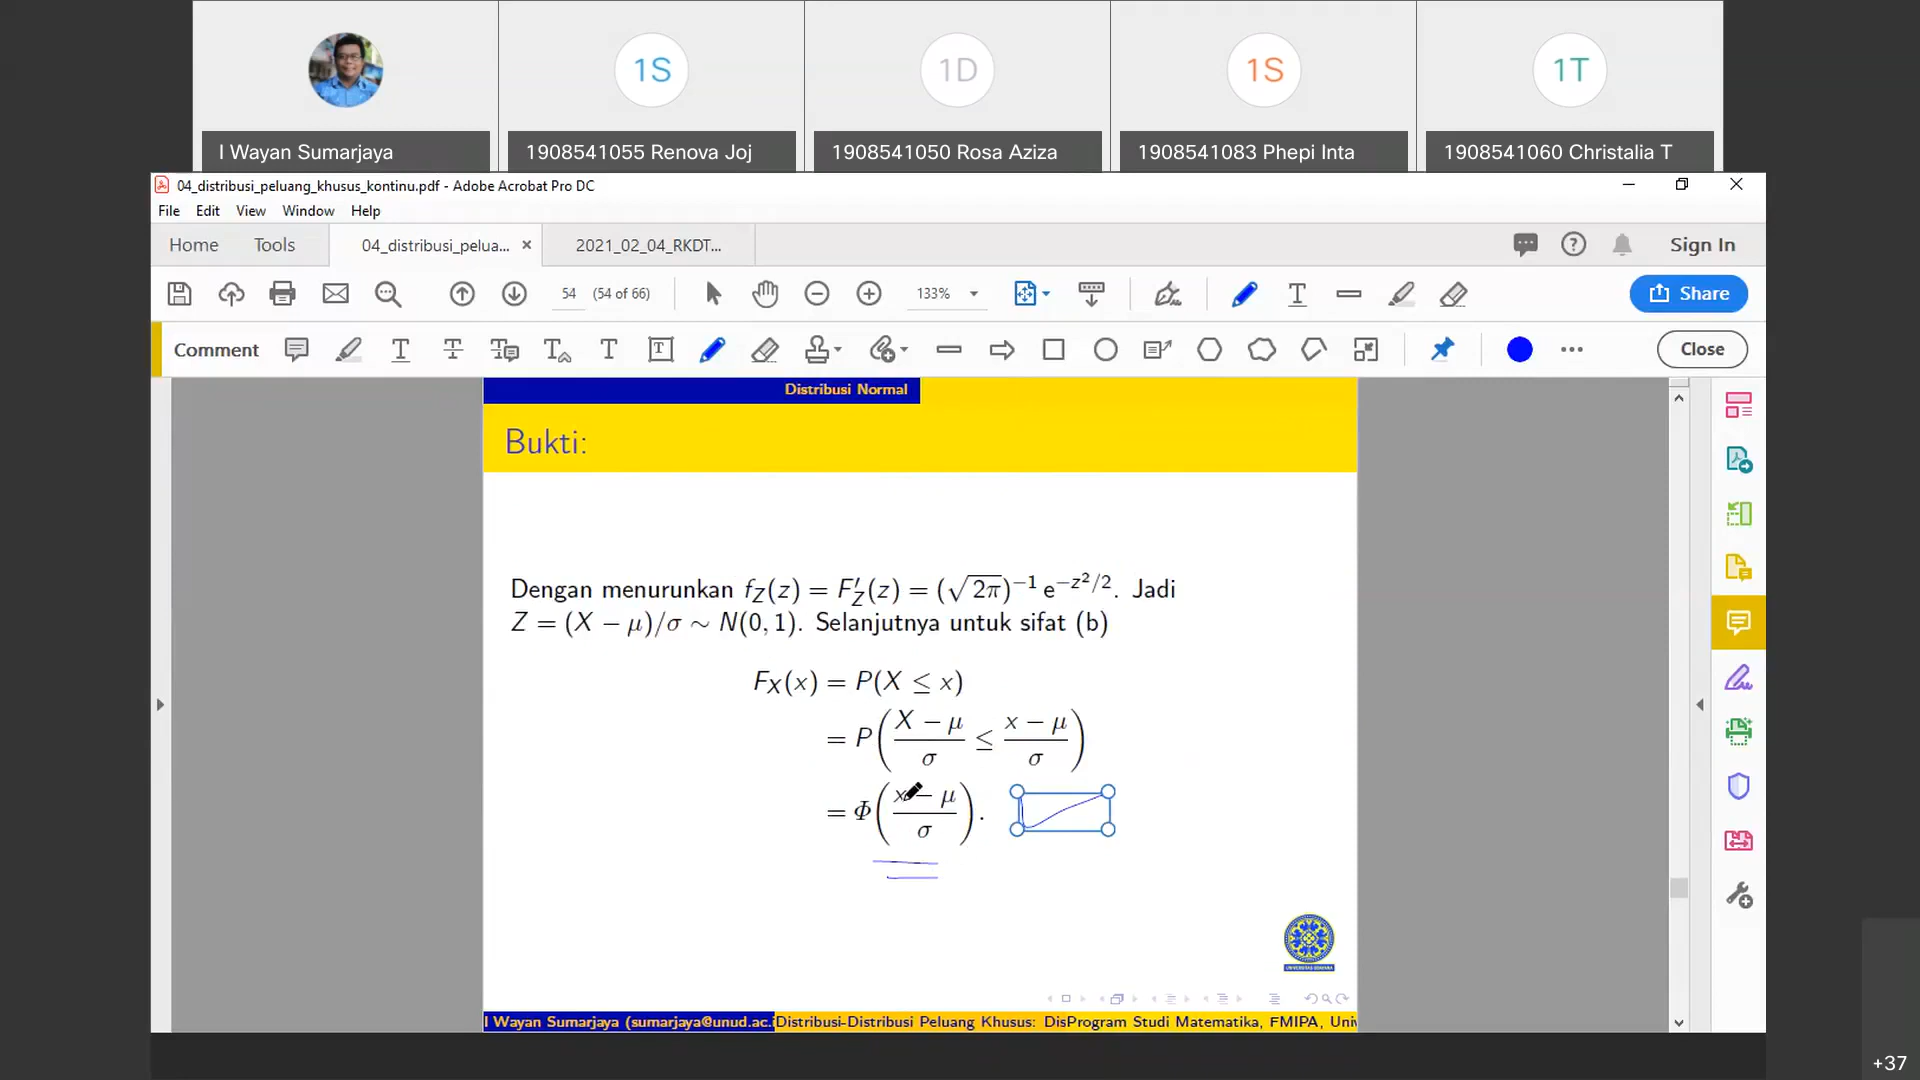 1S
1D
1S
1T
I Wayan Sumarjaya
1908541055 Renova Joj
1908541050 Rosa Aziza
1908541083 Phepi Inta
1908541060 Christalia T
04_distribusi_peluang_khusus_kontinu.pdf - Adobe Acrobat Pro DC
File Edit View Window Help
Home Tools 04_distribusi_pelua... × 2021_02_04_RKDT... Sign In
54 (54 of 66) 133% Share
Comment Close
Distribusi Normal
Bukti:
Dengan menurunkan f_Z(z) = F′_Z(z) = (√2π)⁻¹ e^{−z²/2}. Jadi
Z = (X − μ)/σ ∼ N(0, 1). Selanjutnya untuk sifat (b)
F_X(x) = P(X ≤ x)
= P((X − μ)/σ ≤ (x − μ)/σ)
= Φ((x − μ)/σ).
UNIVERSITAS UDAYANA
I Wayan Sumarjaya (sumarjaya@unud.ac.i Distribusi-Distribusi Peluang Khusus: Dis Program Studi Matematika, FMIPA, Univ
+37